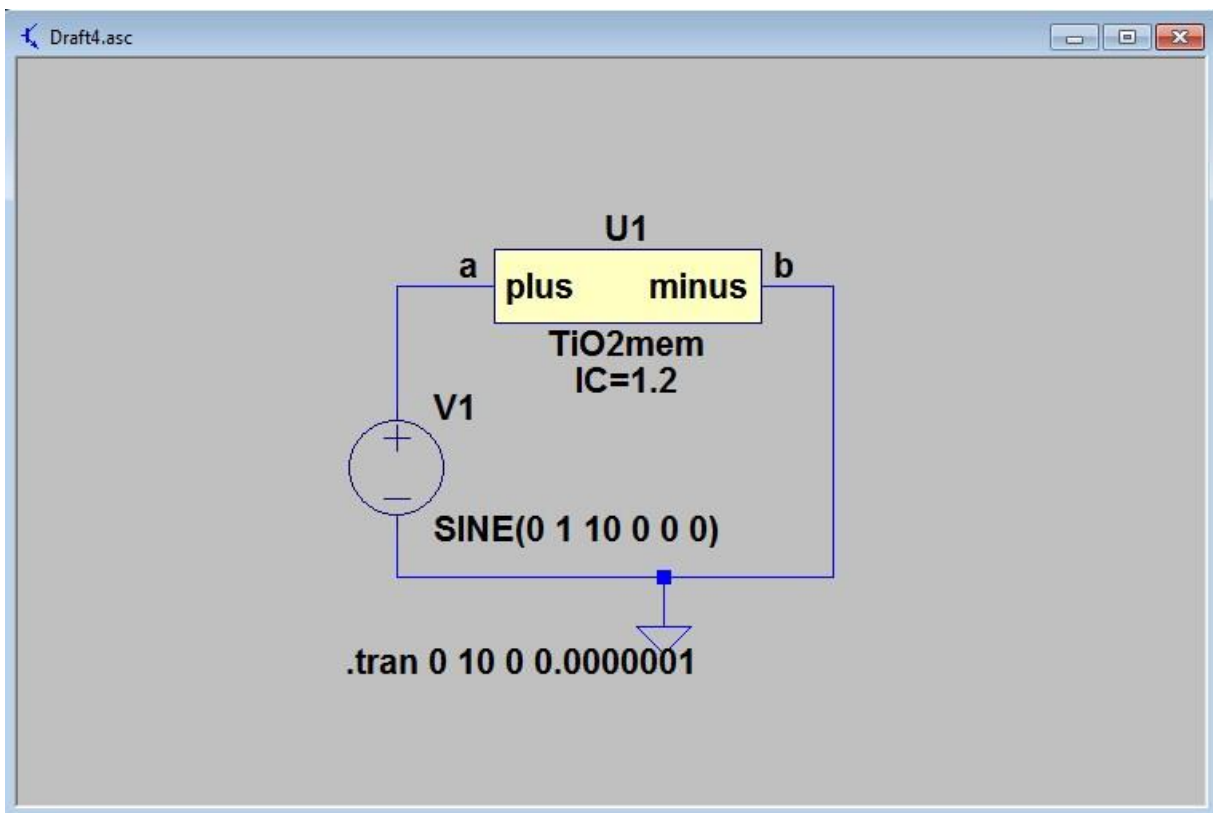 Draft4.asc
U1
a
plus minus
b
TiO2mem
IC=1.2
V1
SINE(0 1 10 0 0 0)
.tran 0 10 0 0.0000001